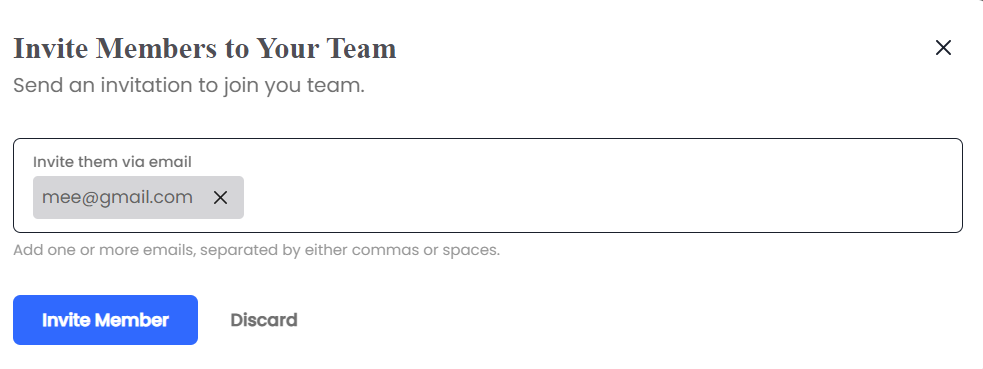 Invite Members to Your Team
Send an invitation to join you team.
Invite them via email
mee@gmail.com
Add one or more emails, separated by either commas or spaces.
Invite Member
Discard